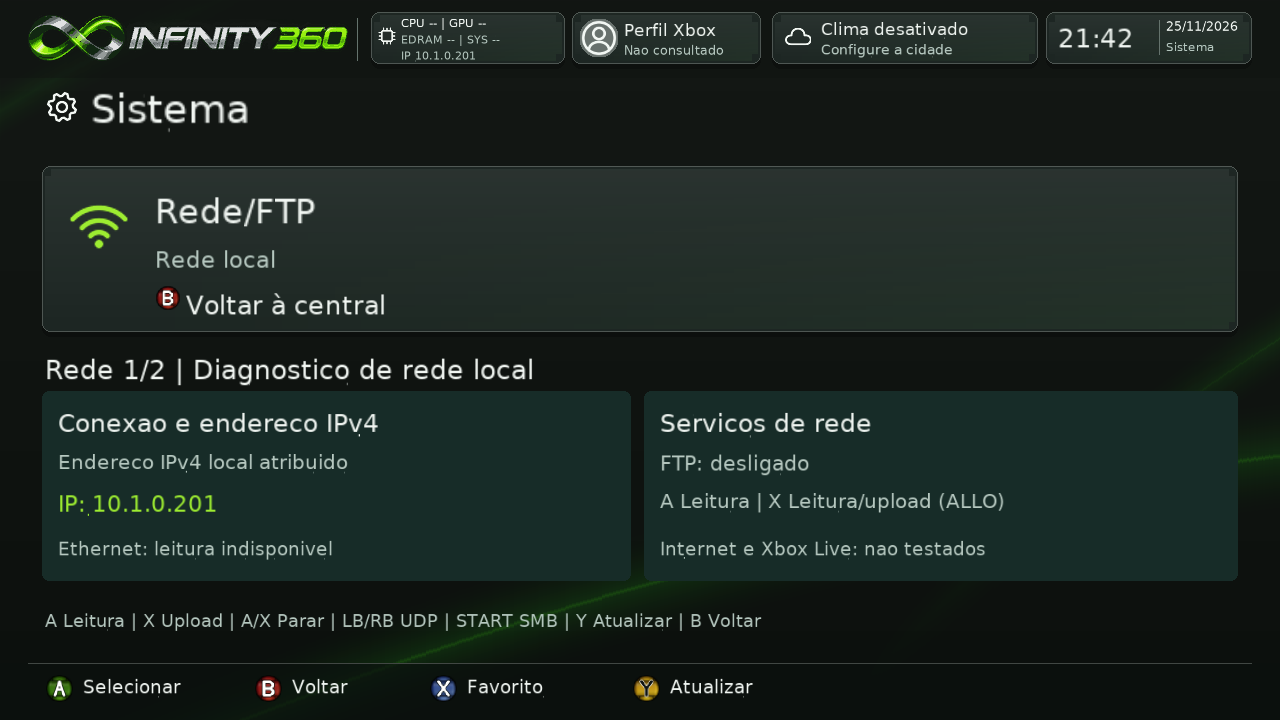 INFINITY 360
CPU -- | GPU --
EDRAM -- | SYS --
IP 10.1.0.201
Perfil Xbox
Nao consultado
Clima desativado
Configure a cidade
21:42
25/11/2026
Sistema
Sistema
Rede/FTP
Rede local
B Voltar à central
Rede 1/2 | Diagnostico de rede local
Conexao e endereco IPv4
Endereco IPv4 local atribuido
IP: 10.1.0.201
Ethernet: leitura indisponivel
Servicos de rede
FTP: desligado
A Leitura | X Leitura/upload (ALLO)
Internet e Xbox Live: nao testados
A Leitura | X Upload | A/X Parar | LB/RB UDP | START SMB | Y Atualizar | B Voltar
A Selecionar B Voltar X Favorito Y Atualizar